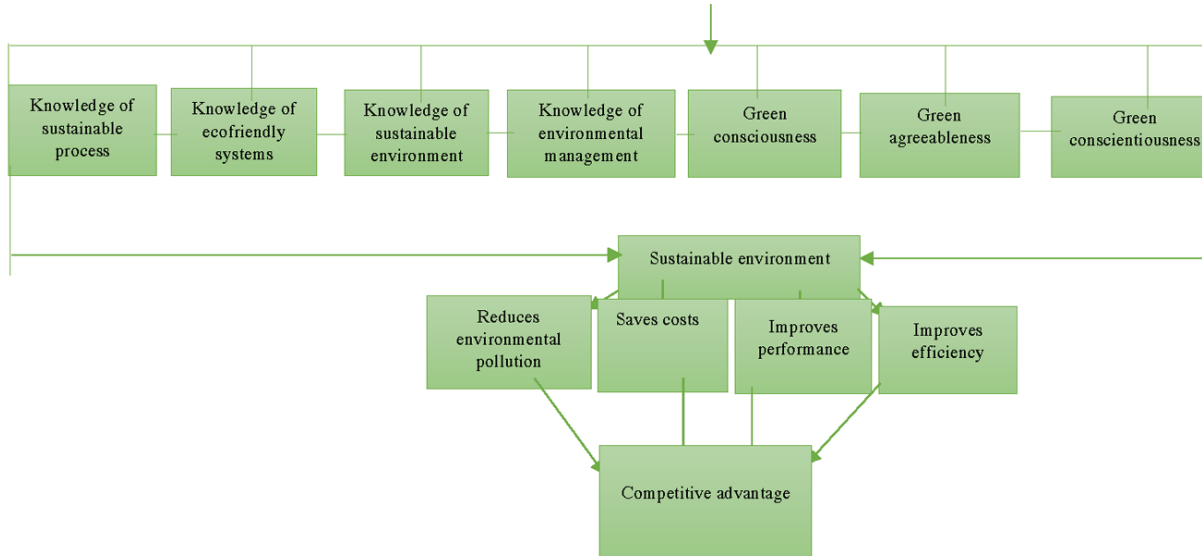 Knowledge of
sustainable
process
Knowledge of
ecofriendly
systems
Knowledge of
sustainable
environment
Knowledge of
environmental
management
Green
consciousness
Green
agreeableness
Green
conscientiousness
Sustainable environment
Reduces
environmental
pollution
Saves costs
Improves
performance
Improves
efficiency
Competitive advantage